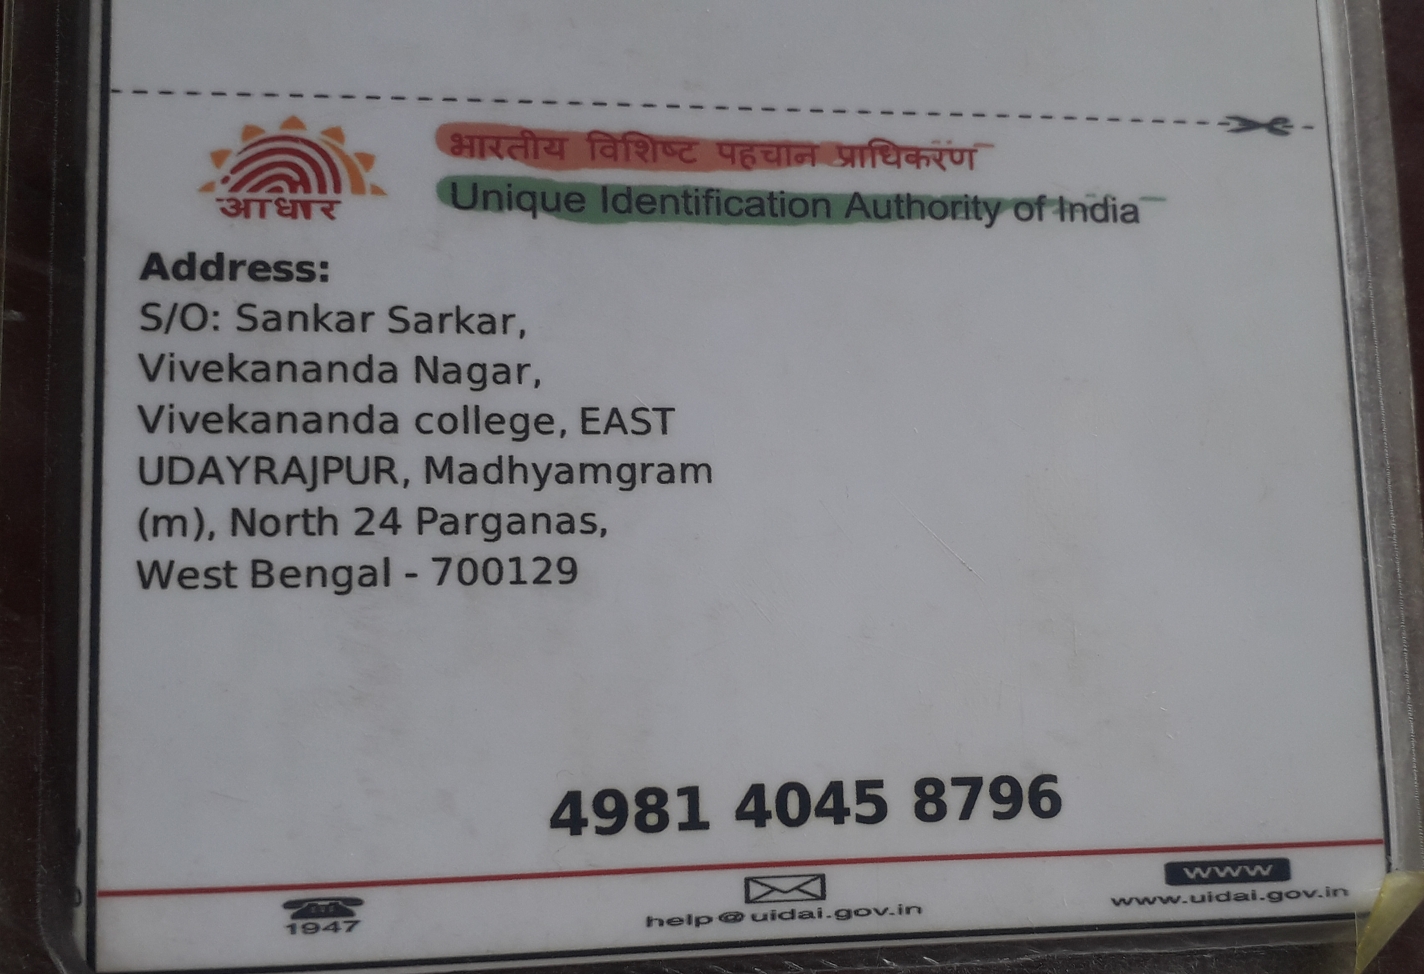 भारतीय विशिष्ट पहचान प्राधिकरण
Unique Identification Authority of India
आधार
Address:
S/O: Sankar Sarkar,
Vivekananda Nagar,
Vivekananda college, EAST
UDAYRAJPUR, Madhyamgram
(m), North 24 Parganas,
West Bengal - 700129
4981 4045 8796
1947
help@uidai.gov.in
www
www.uidai.gov.in